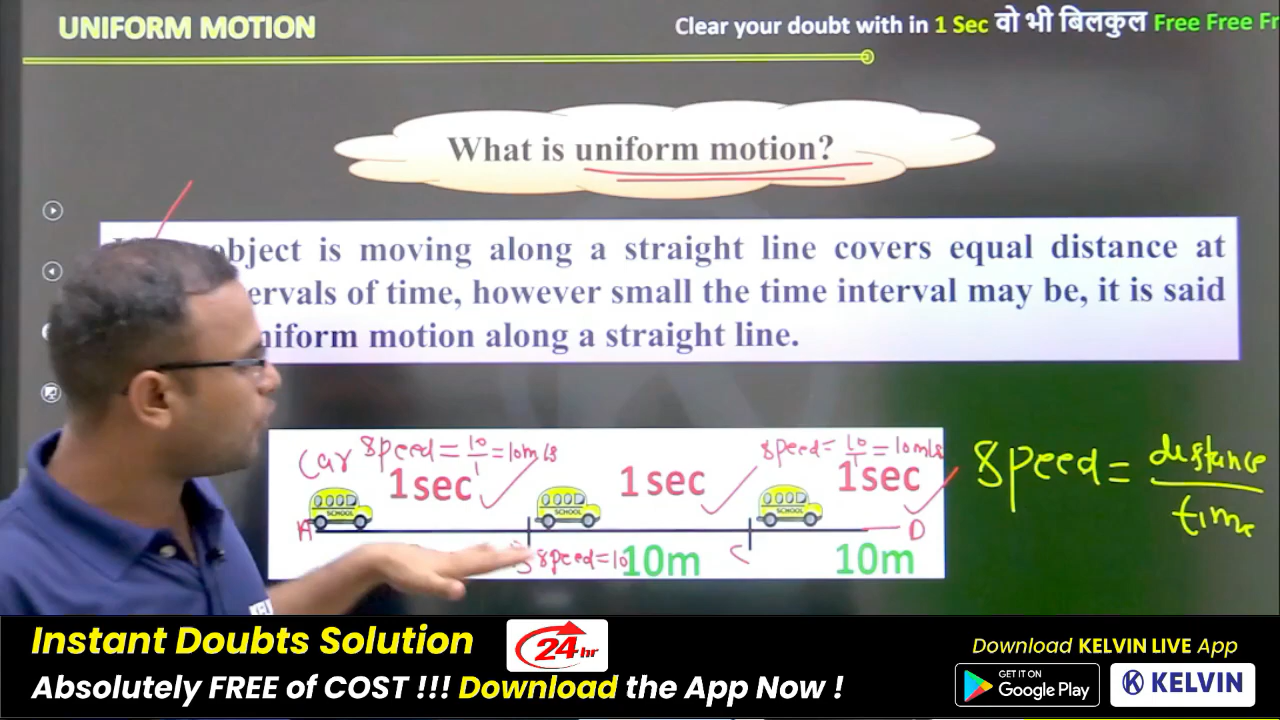 UNIFORM MOTION
Clear your doubt with in 1 Sec वो भी बिलकुल Free Free Fr
What is uniform motion?
object is moving along a straight line covers equal distance at
ervals of time, however small the time interval may be, it is said
niform motion along a straight line.
Car speed = 10/1 = 10m/s
speed = 10/1 = 10m/s
1sec 1sec 1sec
speed = distance / time
SCHOOL SCHOOL SCHOOL
A D
B speed = 10 10m C 10m
Instant Doubts Solution
24hr
Absolutely FREE of COST !!! Download the App Now !
Download KELVIN LIVE App
GET IT ON
Google Play
KELVIN